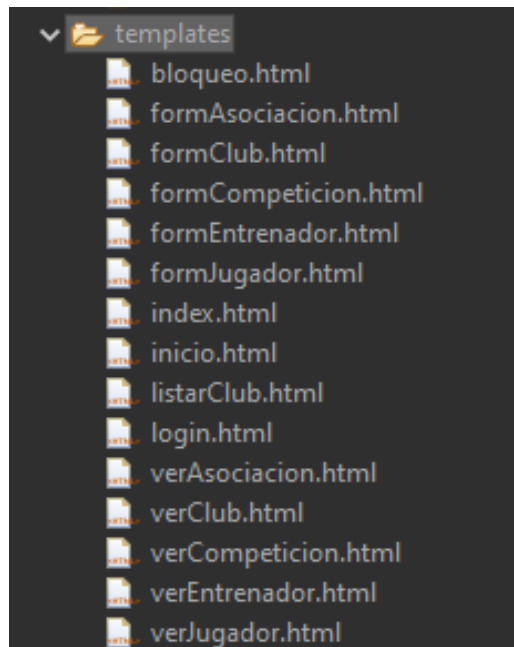 templates
bloqueo.html
formAsociacion.html
formClub.html
formCompeticion.html
formEntrenador.html
formJugador.html
index.html
inicio.html
listarClub.html
login.html
verAsociacion.html
verClub.html
verCompeticion.html
verEntrenador.html
verJugador.html